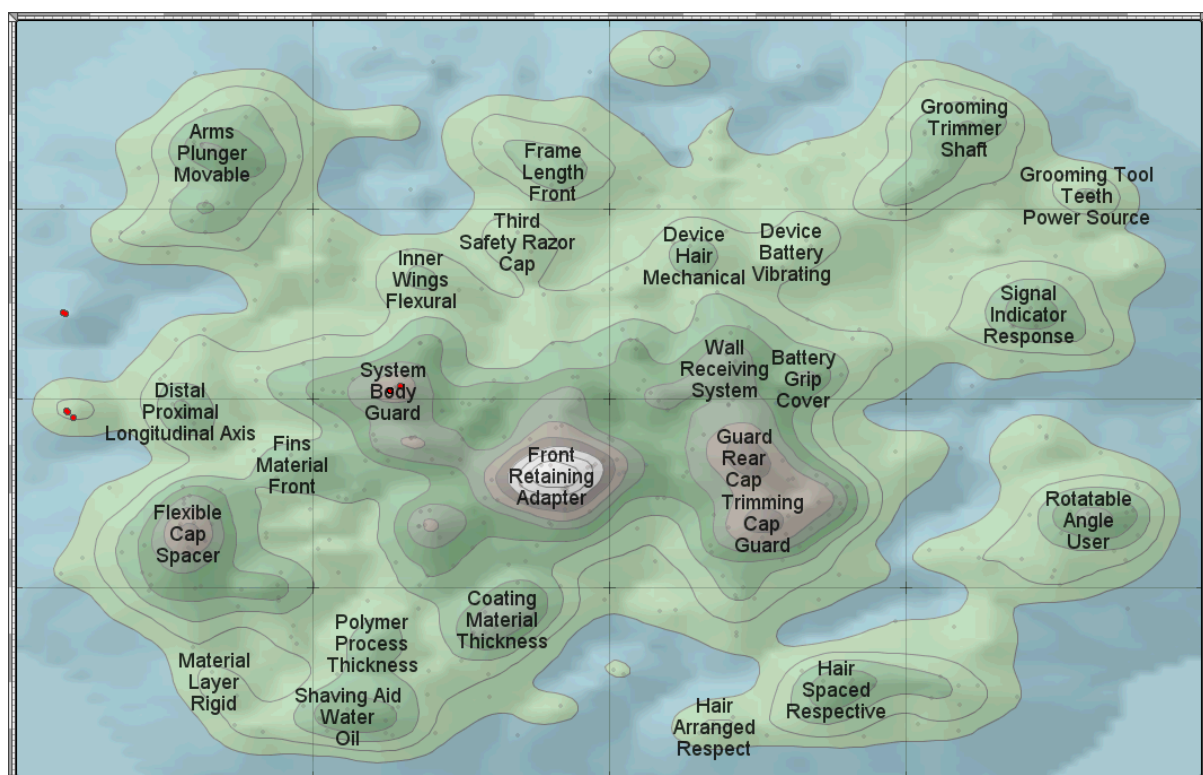 Grooming
Trimmer
Shaft
Arms
Plunger
Movable
Frame
Length
Front
Grooming Tool
Teeth
Power Source
Third
Safety Razor
Cap
Device
Hair
Mechanical
Device
Battery
Vibrating
Inner
Wings
Flexural
Signal
Indicator
Response
System
Body
Guard
Wall
Receiving
System
Battery
Grip
Cover
Distal
Proximal
Longitudinal Axis
Fins
Material
Front
Front
Retaining
Adapter
Guard
Rear
Cap
Trimming
Cap
Guard
Flexible
Cap
Spacer
Rotatable
Angle
User
Coating
Material
Thickness
Polymer
Process
Thickness
Material
Layer
Rigid
Shaving Aid
Water
Oil
Hair
Spaced
Respective
Hair
Arranged
Respect